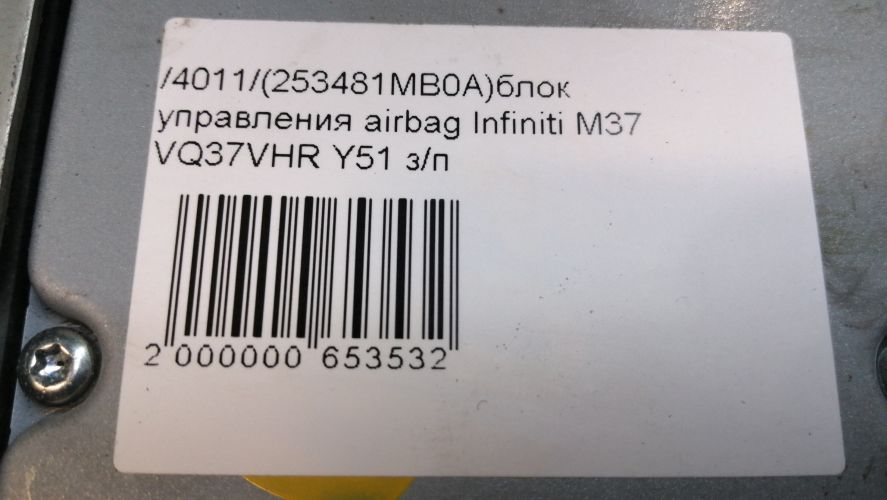 /4011/(253481MB0A)блок
управления airbag Infiniti M37
VQ37VHR Y51 з/п
2 000000 653532